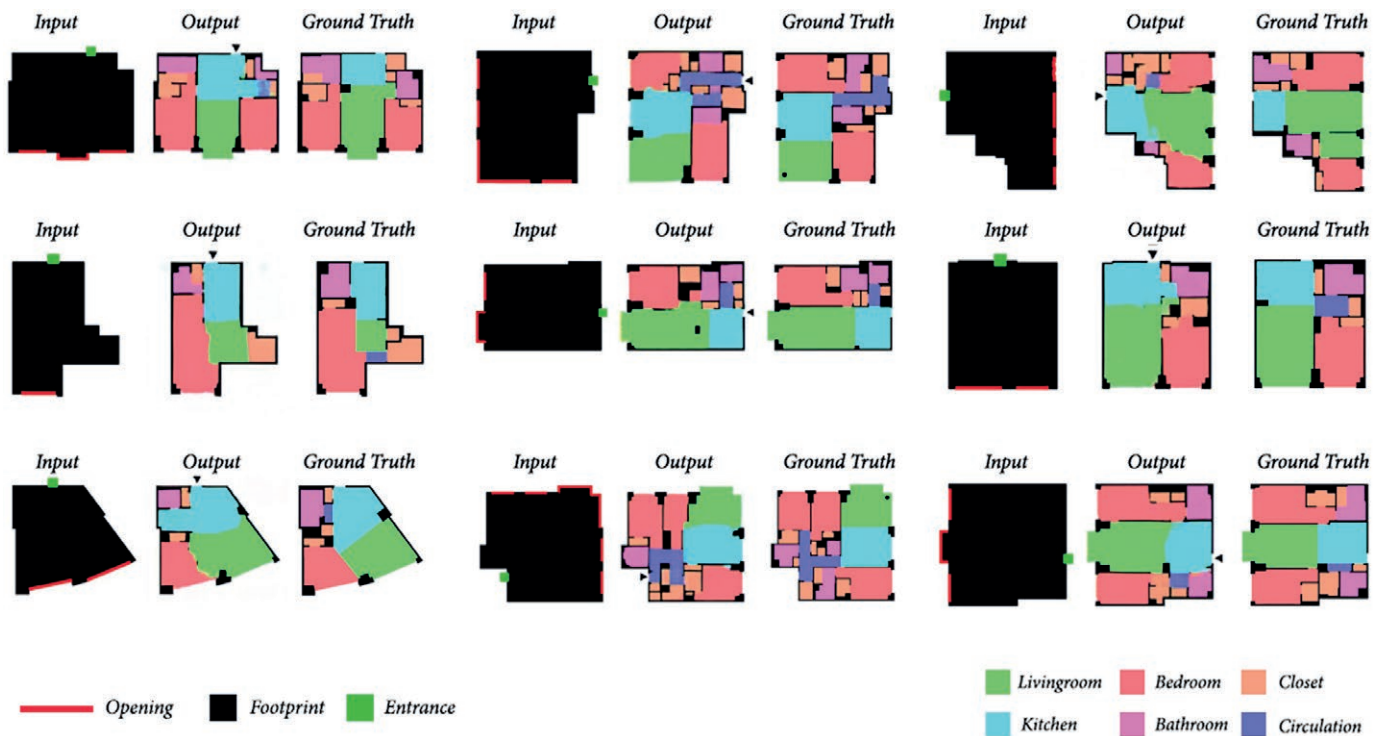 Input Output Ground Truth Input Output Ground Truth Input Output Ground Truth
Input Output Ground Truth Input Output Ground Truth Input Output Ground Truth
Input Output Ground Truth Input Output Ground Truth Input Output Ground Truth
Opening Footprint Entrance
Livingroom Bedroom Closet
Kitchen Bathroom Circulation